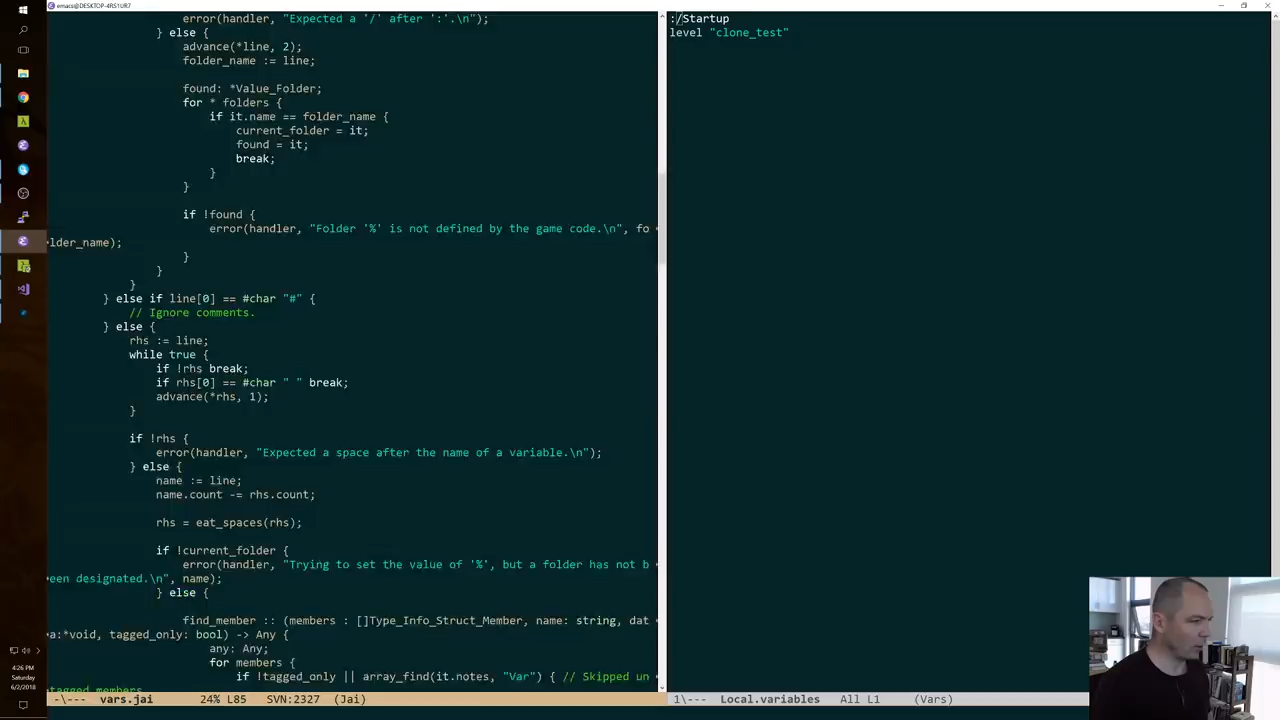 emacs@DESKTOP-4RS1UR7
error(handler, "Expected a '/' after ':'.\n");
} else {
advance(*line, 2);
folder_name := line;
found: *Value_Folder;
for * folders {
if it.name == folder_name {
current_folder = it;
found = it;
break;
}
}
if !found {
error(handler, "Folder '%' is not defined by the game code.\n", fo
lder_name);
}
}
}
} else if line[0] == #char "#" {
// Ignore comments.
} else {
rhs := line;
while true {
if !rhs break;
if rhs[0] == #char " " break;
advance(*rhs, 1);
}
if !rhs {
error(handler, "Expected a space after the name of a variable.\n");
} else {
name := line;
name.count -= rhs.count;
rhs = eat_spaces(rhs);
if !current_folder {
error(handler, "Trying to set the value of '%', but a folder has not b
een designated.\n", name);
} else {
find_member :: (members : []Type_Info_Struct_Member, name: string, dat
a:*void, tagged_only: bool) -> Any {
any: Any;
for members {
if !tagged_only || array_find(it.notes, "Var") { // Skipped un
tagged members
-\--- vars.jai 24% L85 SVN:2327 (Jai)
:/Startup
level "clone_test"
1\--- Local.variables All L1 (Vars)
4:26 PM
Saturday
6/2/2018